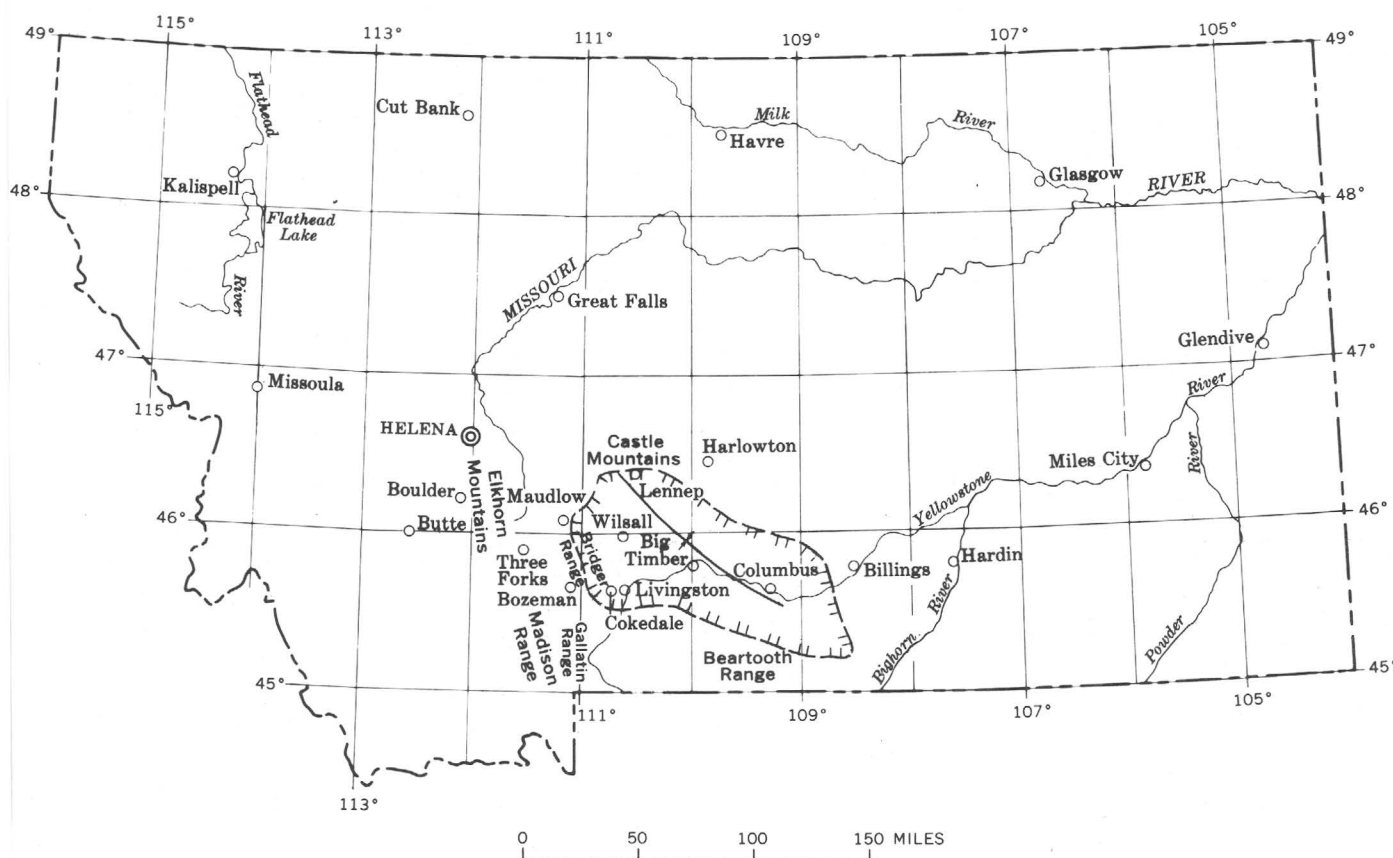 115°
113°
111°
109°
107°
105°
49°
49°
Flathead
Cut Bank
Milk
River
Havre
Glasgow
Kalispell
RIVER
48°
48°
Flathead
Lake
River
MISSOURI
Great Falls
Glendive
47°
47°
Missoula
River
115°
HELENA
Castle
Mountains
Harlowton
River
Miles City
Elkhorn
Mountains
Lennep
Boulder
Maudlow
Yellowstone
46°
46°
Butte
Wilsall
Big
Timber
Bridger
Range
Three
Forks
Columbus
Billings
Hardin
Bozeman
Livingston
River
Cokedale
Madison
Range
Gallatin
Range
Beartooth
Range
Bighorn
Powder
45°
45°
111°
109°
107°
105°
113°
0 50 100 150 MILES